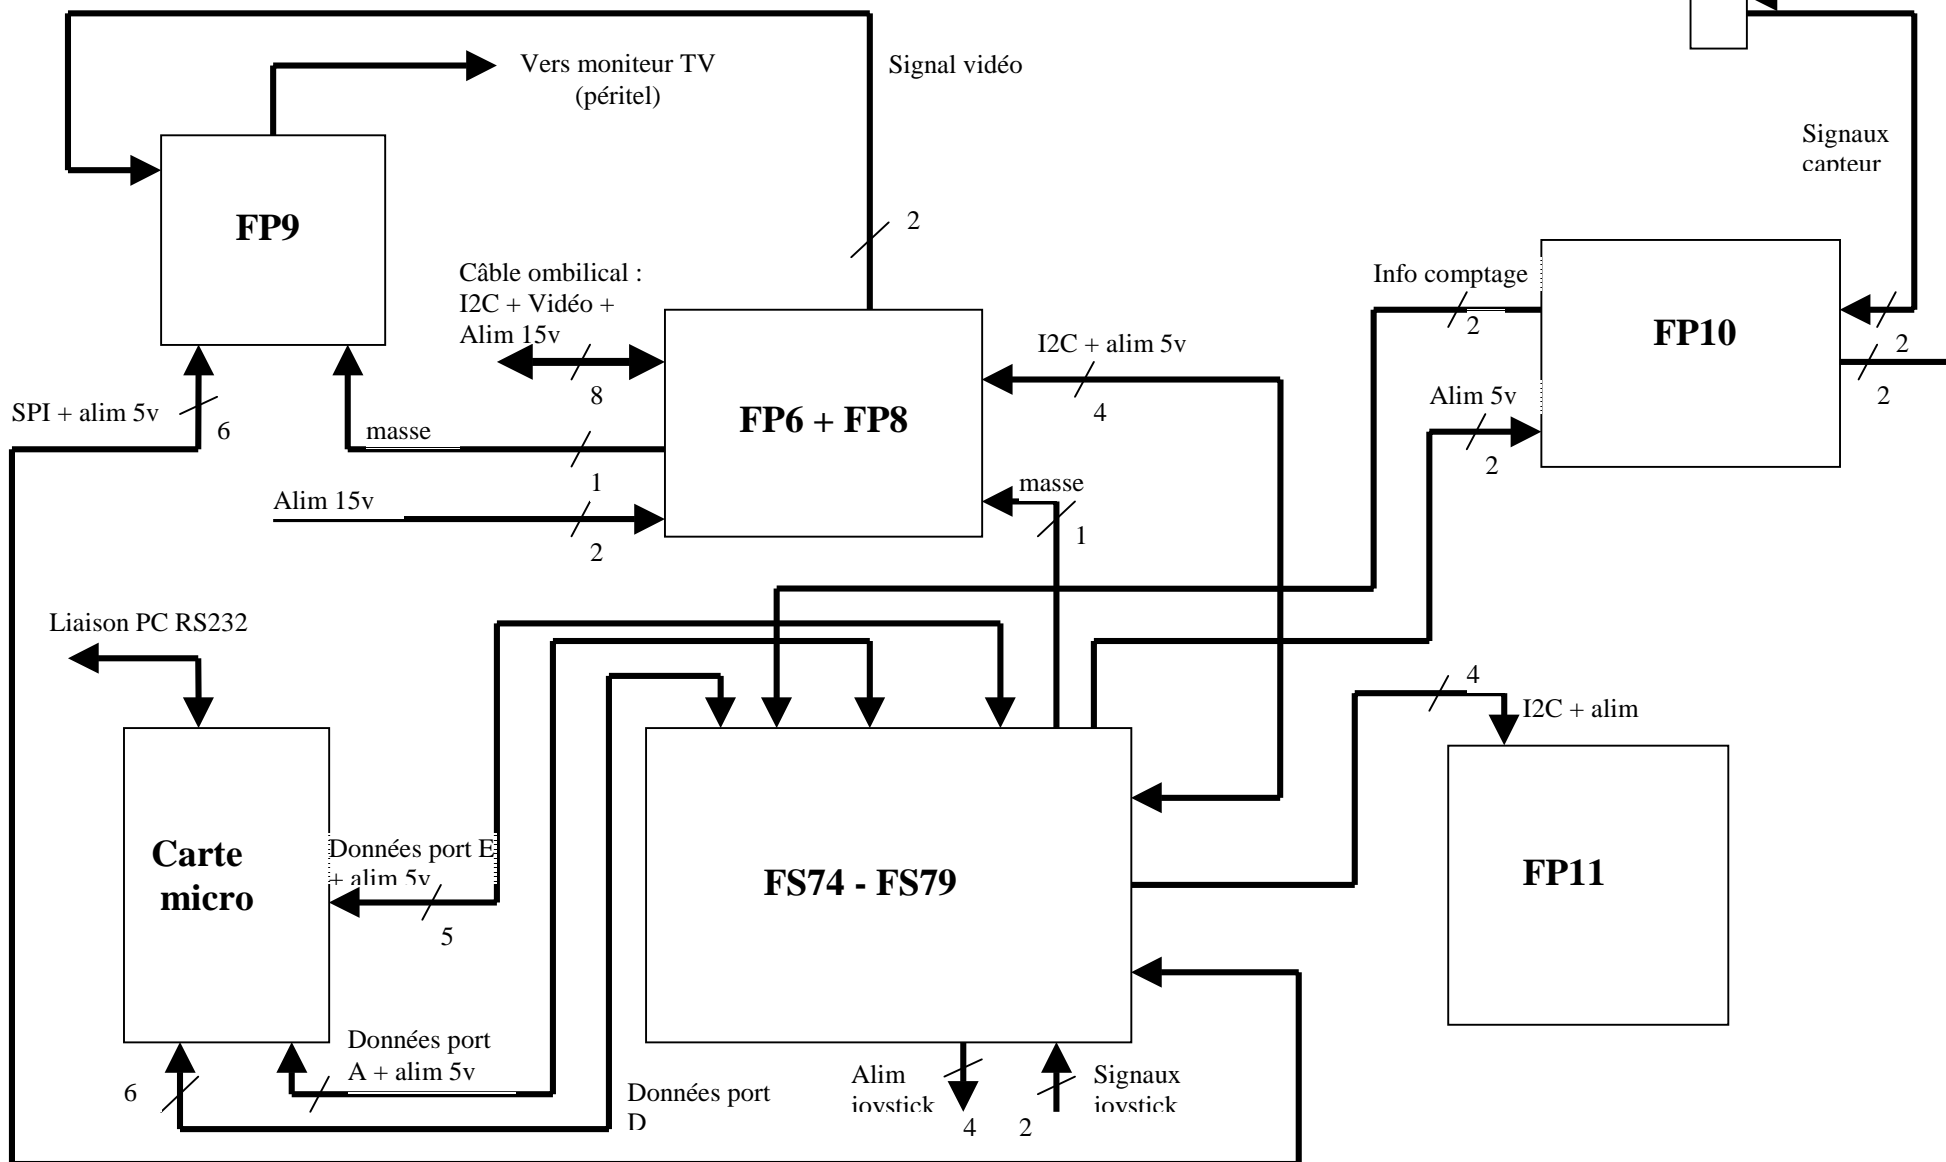 Vers moniteur TV
(péritel)
Signal vidéo
Signaux
capteur
FP9
2
Câble ombilical :
I2C + Vidéo +
Alim 15v
8
Info comptage
2
FP10
2
2
I2C + alim 5v
4
Alim 5v
2
SPI + alim 5v
6
masse
1
FP6 + FP8
Alim 15v
2
masse
1
Liaison PC RS232
4
I2C + alim
Carte
micro
Données port E
+ alim 5v
5
FS74 - FS79
FP11
Données port
A + alim 5v
6
Données port
D
Alim
joystick
4
2
Signaux
joystick